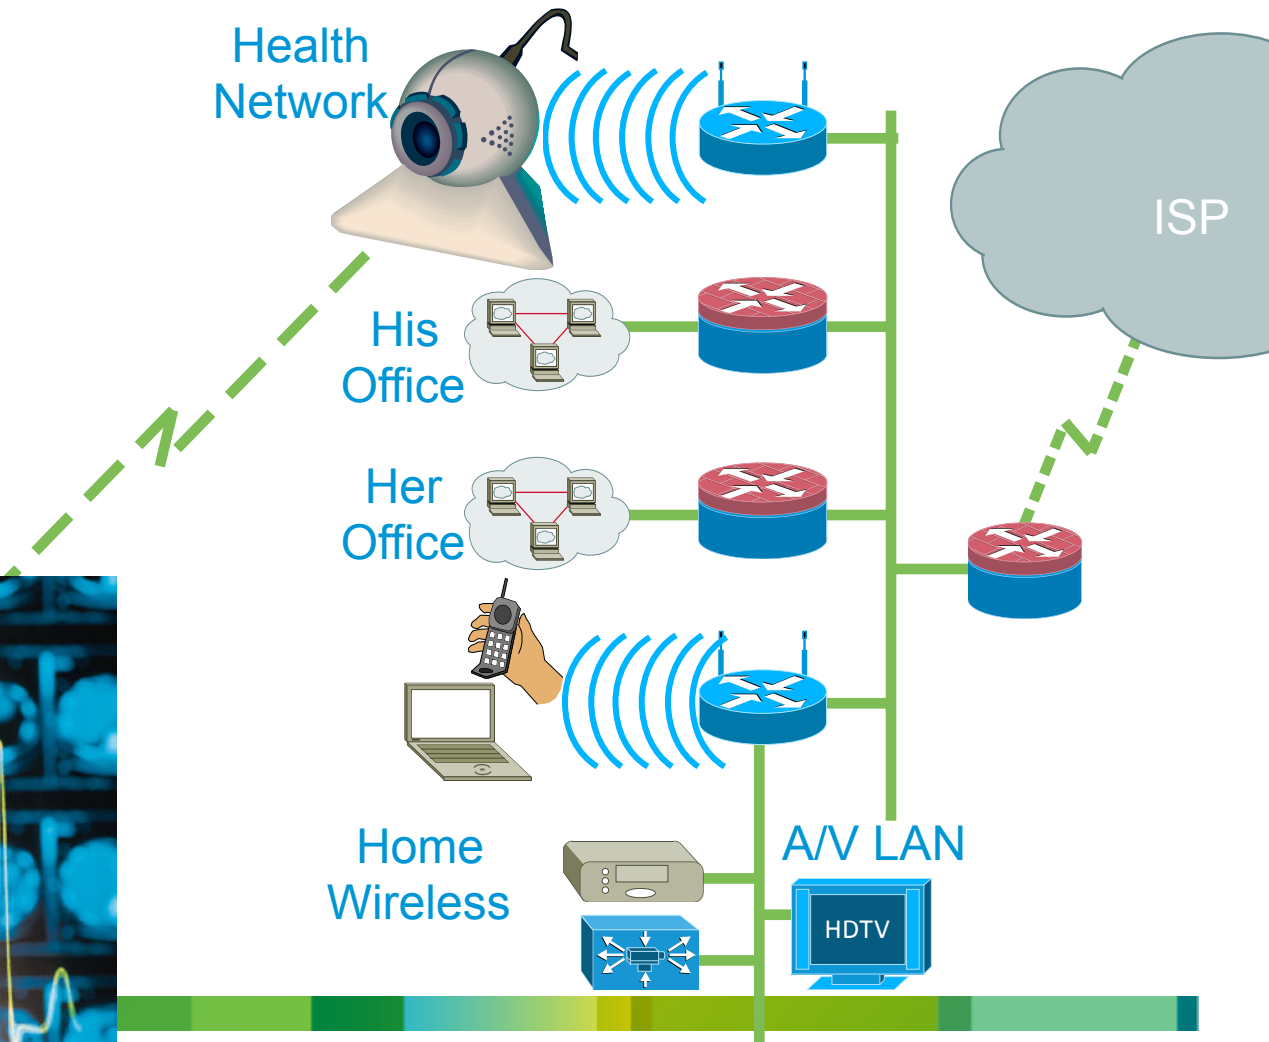 Health
Network
ISP
His
Office
Her
Office
Home
Wireless
A/V LAN
HDTV